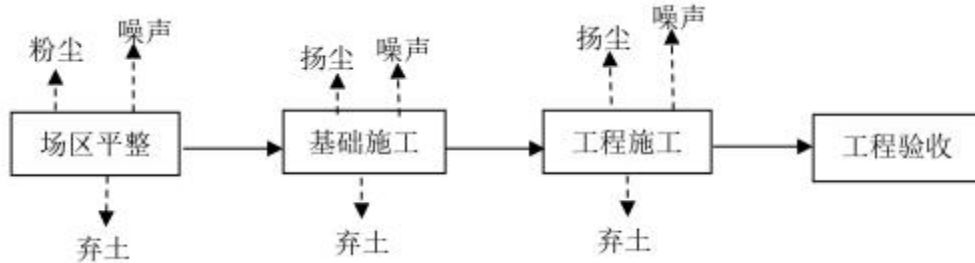 粉尘 噪声 扬尘 噪声 扬尘 噪声
场区平整 基础施工 工程施工 工程验收
弃土 弃土 弃土